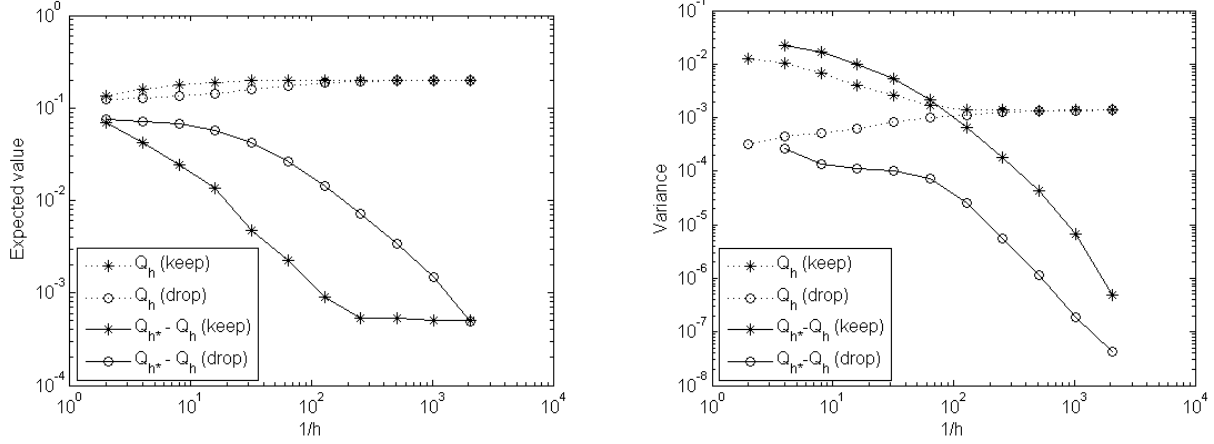 10^0
10^-1
10^-2
10^-3
10^-4
Expected value
10^0 10^1 10^2 10^3 10^4
1/h
Q_h (keep)
Q_h (drop)
Q_h* - Q_h (keep)
Q_h* - Q_h (drop)
10^-1
10^-2
10^-3
10^-4
10^-5
10^-6
10^-7
10^-8
Variance
10^0 10^1 10^2 10^3 10^4
1/h
Q_h (keep)
Q_h (drop)
Q_h*-Q_h (keep)
Q_h*-Q_h (drop)